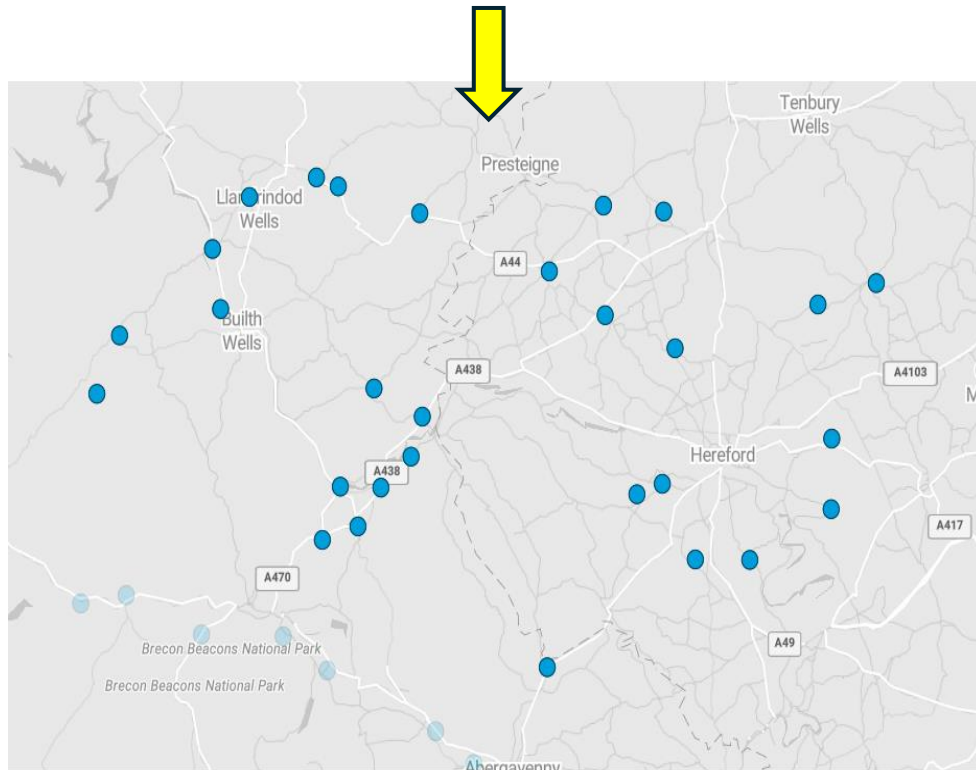 Tenbury
Wells
Presteigne
Llandrindod
Wells
A44
Builth
Wells
A438
A4103
M
Hereford
A438
A417
A470
A49
Brecon Beacons National Park
Brecon Beacons National Park
Abergavenny